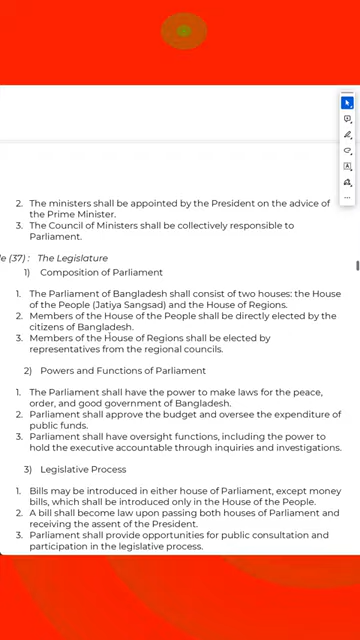 2. The ministers shall be appointed by the President on the advice of
the Prime Minister.
3. The Council of Ministers shall be collectively responsible to
Parliament.
le (37) : The Legislature
1) Composition of Parliament
1. The Parliament of Bangladesh shall consist of two houses: the House
of the People (Jatiya Sangsad) and the House of Regions.
2. Members of the House of the People shall be directly elected by the
citizens of Bangladesh.
3. Members of the House of Regions shall be elected by
representatives from the regional councils.
2) Powers and Functions of Parliament
1. The Parliament shall have the power to make laws for the peace,
order, and good government of Bangladesh.
2. Parliament shall approve the budget and oversee the expenditure of
public funds.
3. Parliament shall have oversight functions, including the power to
hold the executive accountable through inquiries and investigations.
3) Legislative Process
1. Bills may be introduced in either house of Parliament, except money
bills, which shall be introduced only in the House of the People.
2. A bill shall become law upon passing both houses of Parliament and
receiving the assent of the President.
3. Parliament shall provide opportunities for public consultation and
participation in the legislative process.